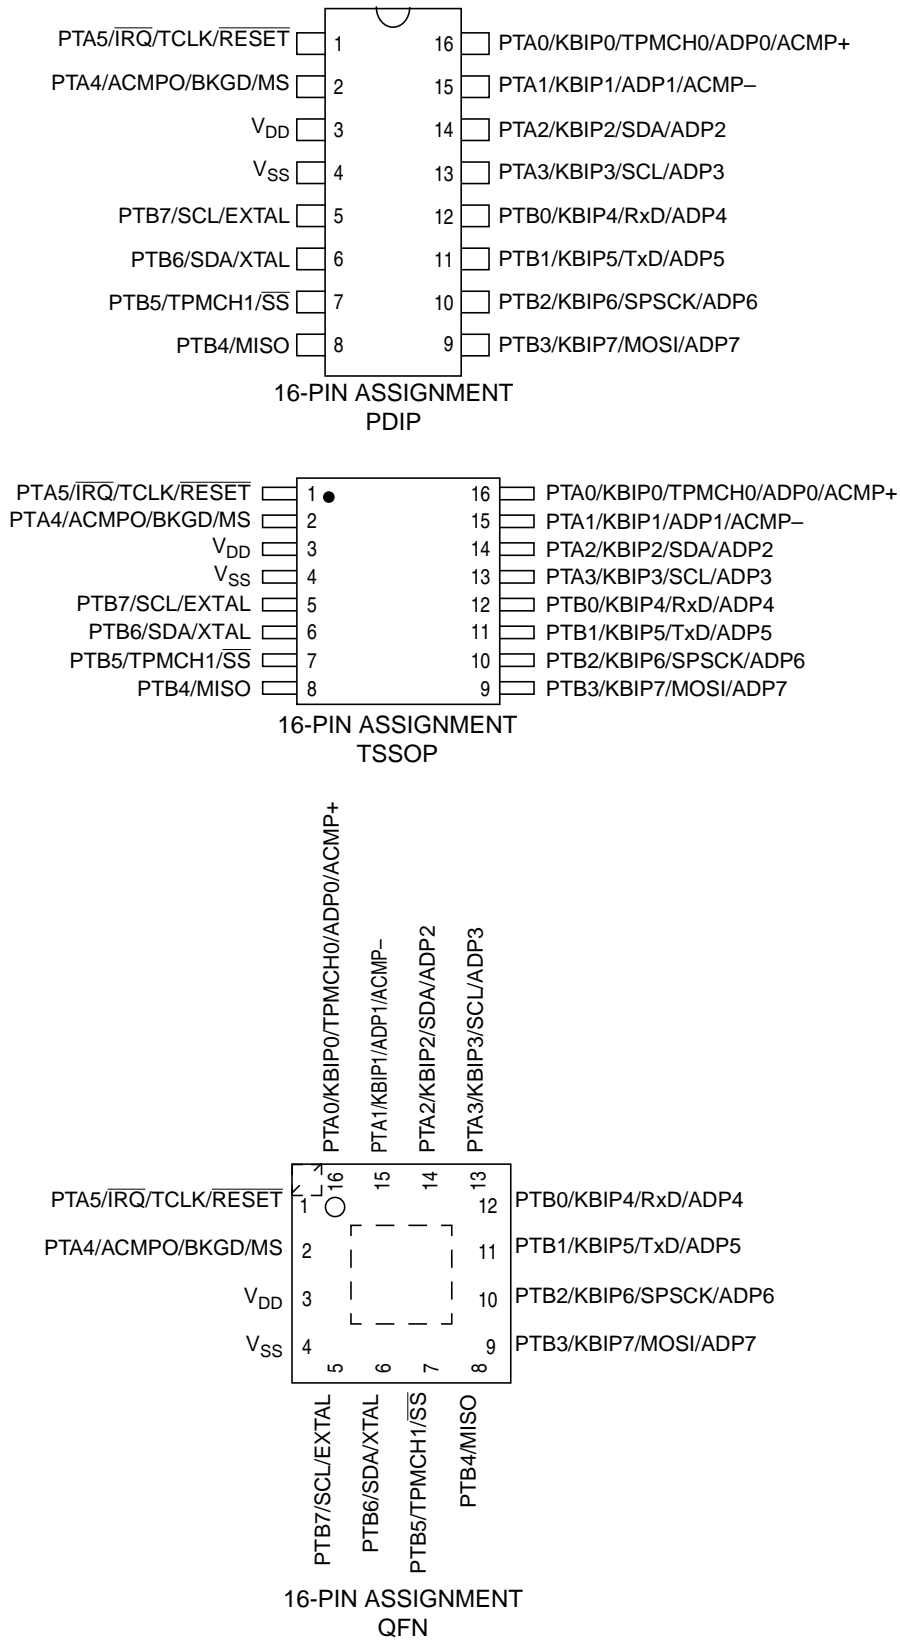 PTA5/IRQ/TCLK/RESET 1 16 PTA0/KBIP0/TPMCH0/ADP0/ACMP+
PTA4/ACMPO/BKGD/MS 2 15 PTA1/KBIP1/ADP1/ACMP–
VDD 3 14 PTA2/KBIP2/SDA/ADP2
VSS 4 13 PTA3/KBIP3/SCL/ADP3
PTB7/SCL/EXTAL 5 12 PTB0/KBIP4/RxD/ADP4
PTB6/SDA/XTAL 6 11 PTB1/KBIP5/TxD/ADP5
PTB5/TPMCH1/SS 7 10 PTB2/KBIP6/SPSCK/ADP6
PTB4/MISO 8 9 PTB3/KBIP7/MOSI/ADP7
16-PIN ASSIGNMENT
PDIP
PTA5/IRQ/TCLK/RESET 1 16 PTA0/KBIP0/TPMCH0/ADP0/ACMP+
PTA4/ACMPO/BKGD/MS 2 15 PTA1/KBIP1/ADP1/ACMP–
VDD 3 14 PTA2/KBIP2/SDA/ADP2
VSS 4 13 PTA3/KBIP3/SCL/ADP3
PTB7/SCL/EXTAL 5 12 PTB0/KBIP4/RxD/ADP4
PTB6/SDA/XTAL 6 11 PTB1/KBIP5/TxD/ADP5
PTB5/TPMCH1/SS 7 10 PTB2/KBIP6/SPSCK/ADP6
PTB4/MISO 8 9 PTB3/KBIP7/MOSI/ADP7
16-PIN ASSIGNMENT
TSSOP
PTA0/KBIP0/TPMCH0/ADP0/ACMP+
PTA1/KBIP1/ADP1/ACMP–
PTA2/KBIP2/SDA/ADP2
PTA3/KBIP3/SCL/ADP3
16 15 14 13
PTA5/IRQ/TCLK/RESET 1 12 PTB0/KBIP4/RxD/ADP4
PTA4/ACMPO/BKGD/MS 2 11 PTB1/KBIP5/TxD/ADP5
VDD 3 10 PTB2/KBIP6/SPSCK/ADP6
VSS 4 9 PTB3/KBIP7/MOSI/ADP7
5 6 7 8
PTB7/SCL/EXTAL
PTB6/SDA/XTAL
PTB5/TPMCH1/SS
PTB4/MISO
16-PIN ASSIGNMENT
QFN